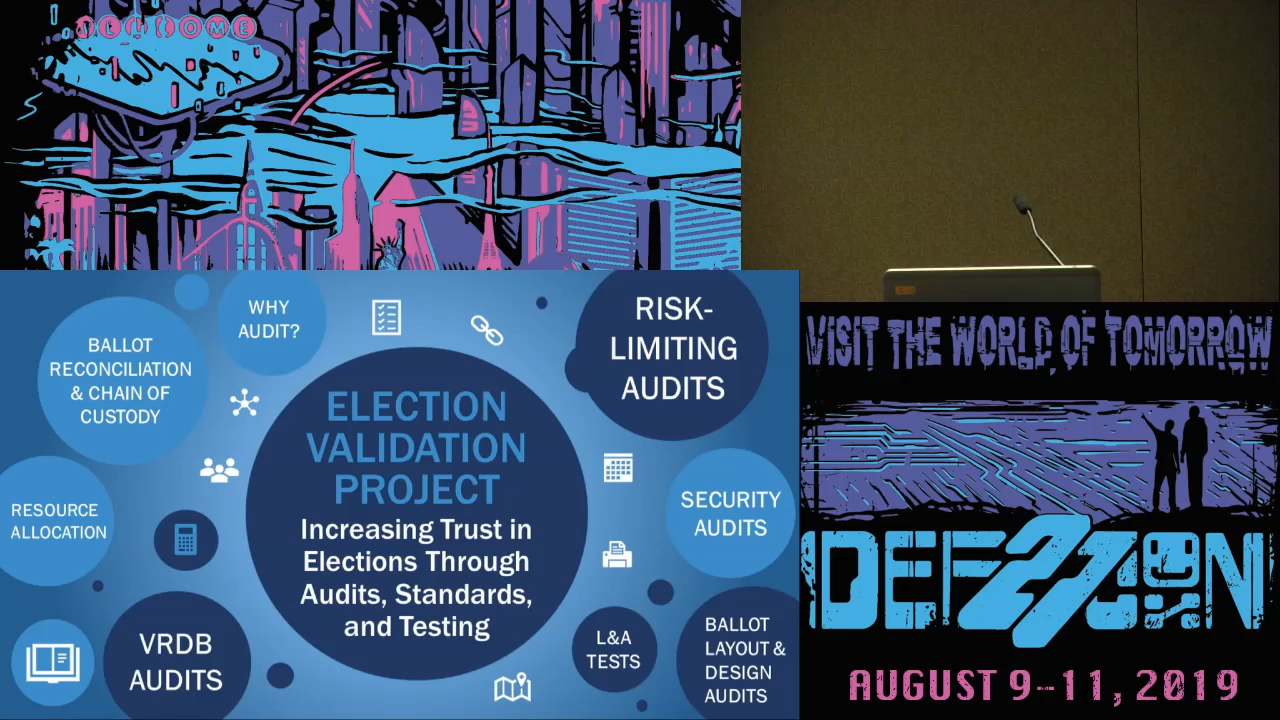 WELCOME
WHY
AUDIT?
BALLOT
RECONCILIATION
& CHAIN OF
CUSTODY
RISK-
LIMITING
AUDITS
ELECTION
VALIDATION
PROJECT
Increasing Trust in
Elections Through
Audits, Standards,
and Testing
RESOURCE
ALLOCATION
SECURITY
AUDITS
VRDB
AUDITS
L&A
TESTS
BALLOT
LAYOUT &
DESIGN
AUDITS
VISIT THE WORLD OF TOMORROW
DEF27CON
AUGUST 9-11, 2019